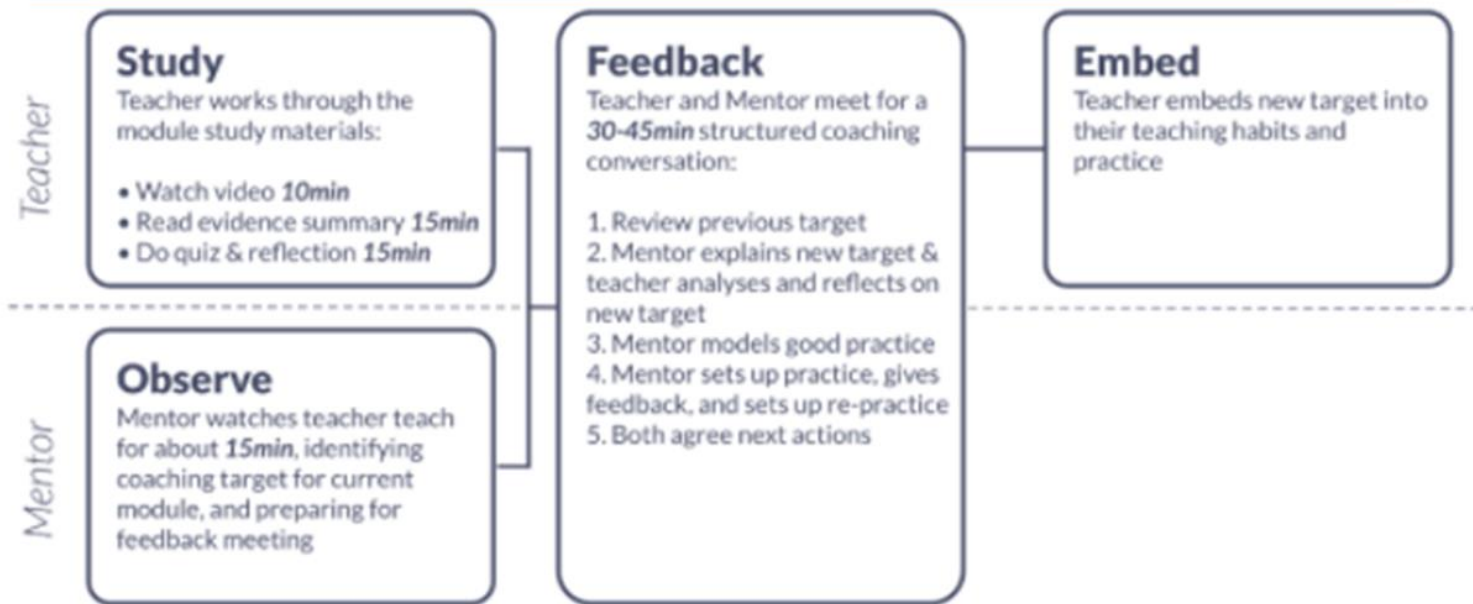 Teacher
Study
Teacher works through the
module study materials:
• Watch video 10min
• Read evidence summary 15min
• Do quiz & reflection 15min
Mentor
Observe
Mentor watches teacher teach
for about 15min, identifying
coaching target for current
module, and preparing for
feedback meeting
Feedback
Teacher and Mentor meet for a
30-45min structured coaching
conversation:
1. Review previous target
2. Mentor explains new target &
teacher analyses and reflects on
new target
3. Mentor models good practice
4. Mentor sets up practice, gives
feedback, and sets up re-practice
5. Both agree next actions
Embed
Teacher embeds new target into
their teaching habits and
practice